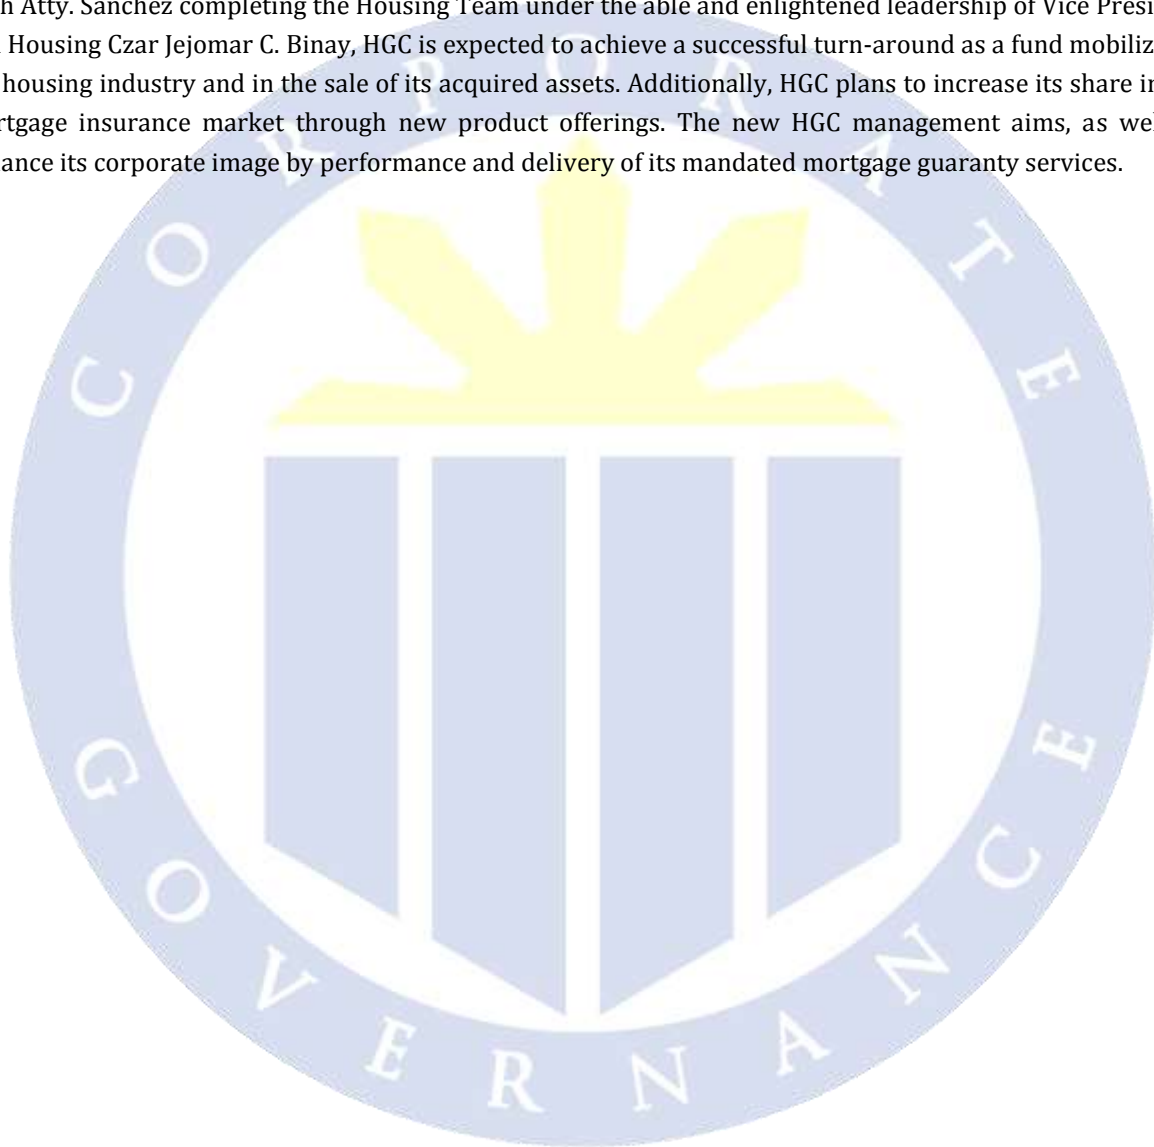 h Atty. Sanchez completing the Housing Team under the able and enlightened leadership of Vice Presi
Housing Czar Jejomar C. Binay, HGC is expected to achieve a successful turn-around as a fund mobiliz
housing industry and in the sale of its acquired assets. Additionally, HGC plans to increase its share in
rtgage insurance market through new product offerings. The new HGC management aims, as wel
ance its corporate image by performance and delivery of its mandated mortgage guaranty services.
CORPORATE
GOVERNANCE